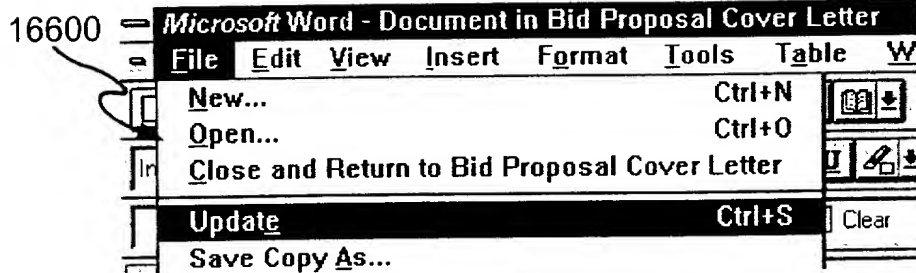 16600
Microsoft Word - Document in Bid Proposal Cover Letter
File Edit View Insert Format Tools Table W
New... Ctrl+N
Open... Ctrl+O
Close and Return to Bid Proposal Cover Letter
In U
Update Ctrl+S
Clear
Save Copy As...